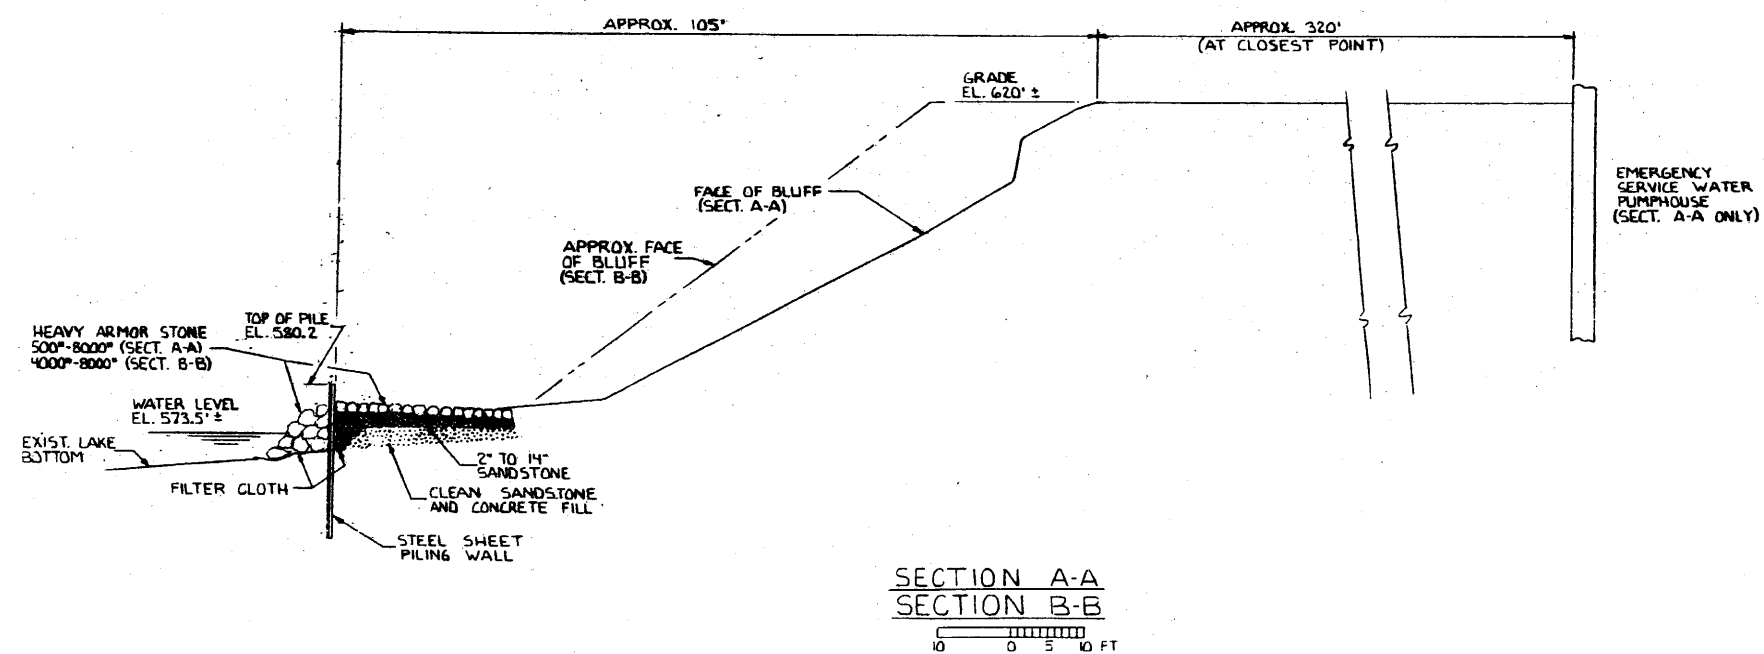 APPROX. 105'
APPROX. 320'
(AT CLOSEST POINT)
GRADE
EL. 620' ±
EMERGENCY
SERVICE WATER
PUMPHOUSE
(SECT. A-A ONLY)
FACE OF BLUFF
(SECT. A-A)
APPROX. FACE
OF BLUFF
(SECT. B-B)
TOP OF PILE
EL. 580.2
HEAVY ARMOR STONE
500#-8000# (SECT. A-A)
4000#-8000# (SECT. B-B)
WATER LEVEL
EL. 573.5' ±
EXIST. LAKE
BOTTOM
FILTER CLOTH
2" TO 14"
SANDSTONE
CLEAN SANDSTONE
AND CONCRETE FILL
STEEL SHEET
PILING WALL
SECTION A-A
SECTION B-B
10 0 5 10 FT